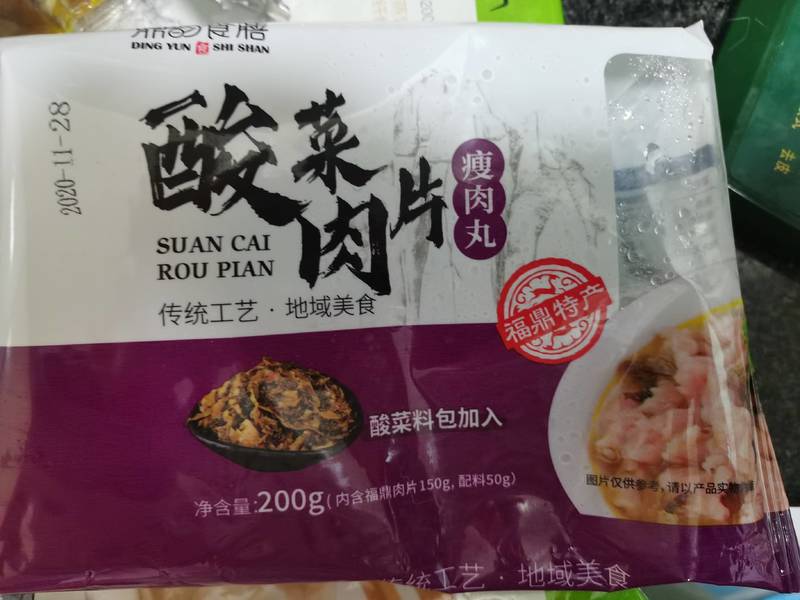 鼎昀食膳
DING YUN 食 SHI SHAN
2020-11-28
酸菜肉片
瘦肉丸
SUAN CAI
ROU PIAN
传统工艺·地域美食
福鼎特产
酸菜料包加入
净含量:200g(内含福鼎肉片150g, 配料50g)
图片仅供参考,请以产品实物
传统工艺·地域美食
去皮